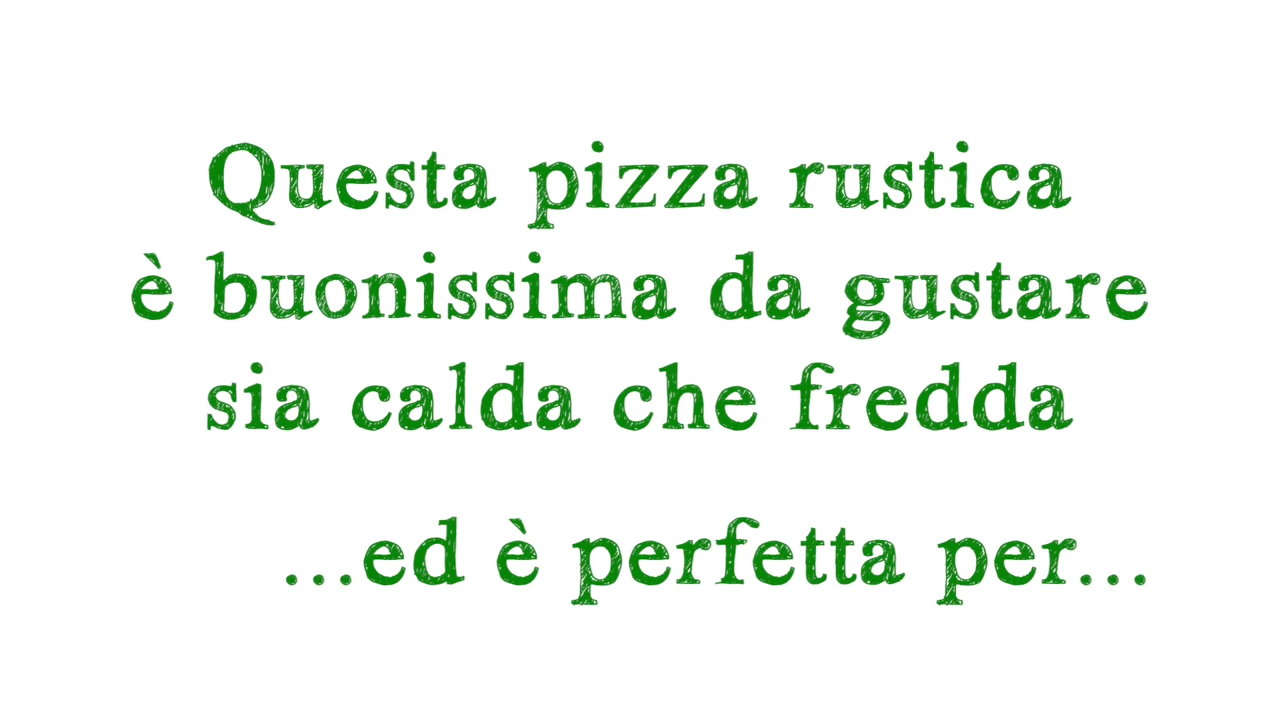 Questa pizza rustica
è buonissima da gustare
sia calda che fredda
...ed è perfetta per...